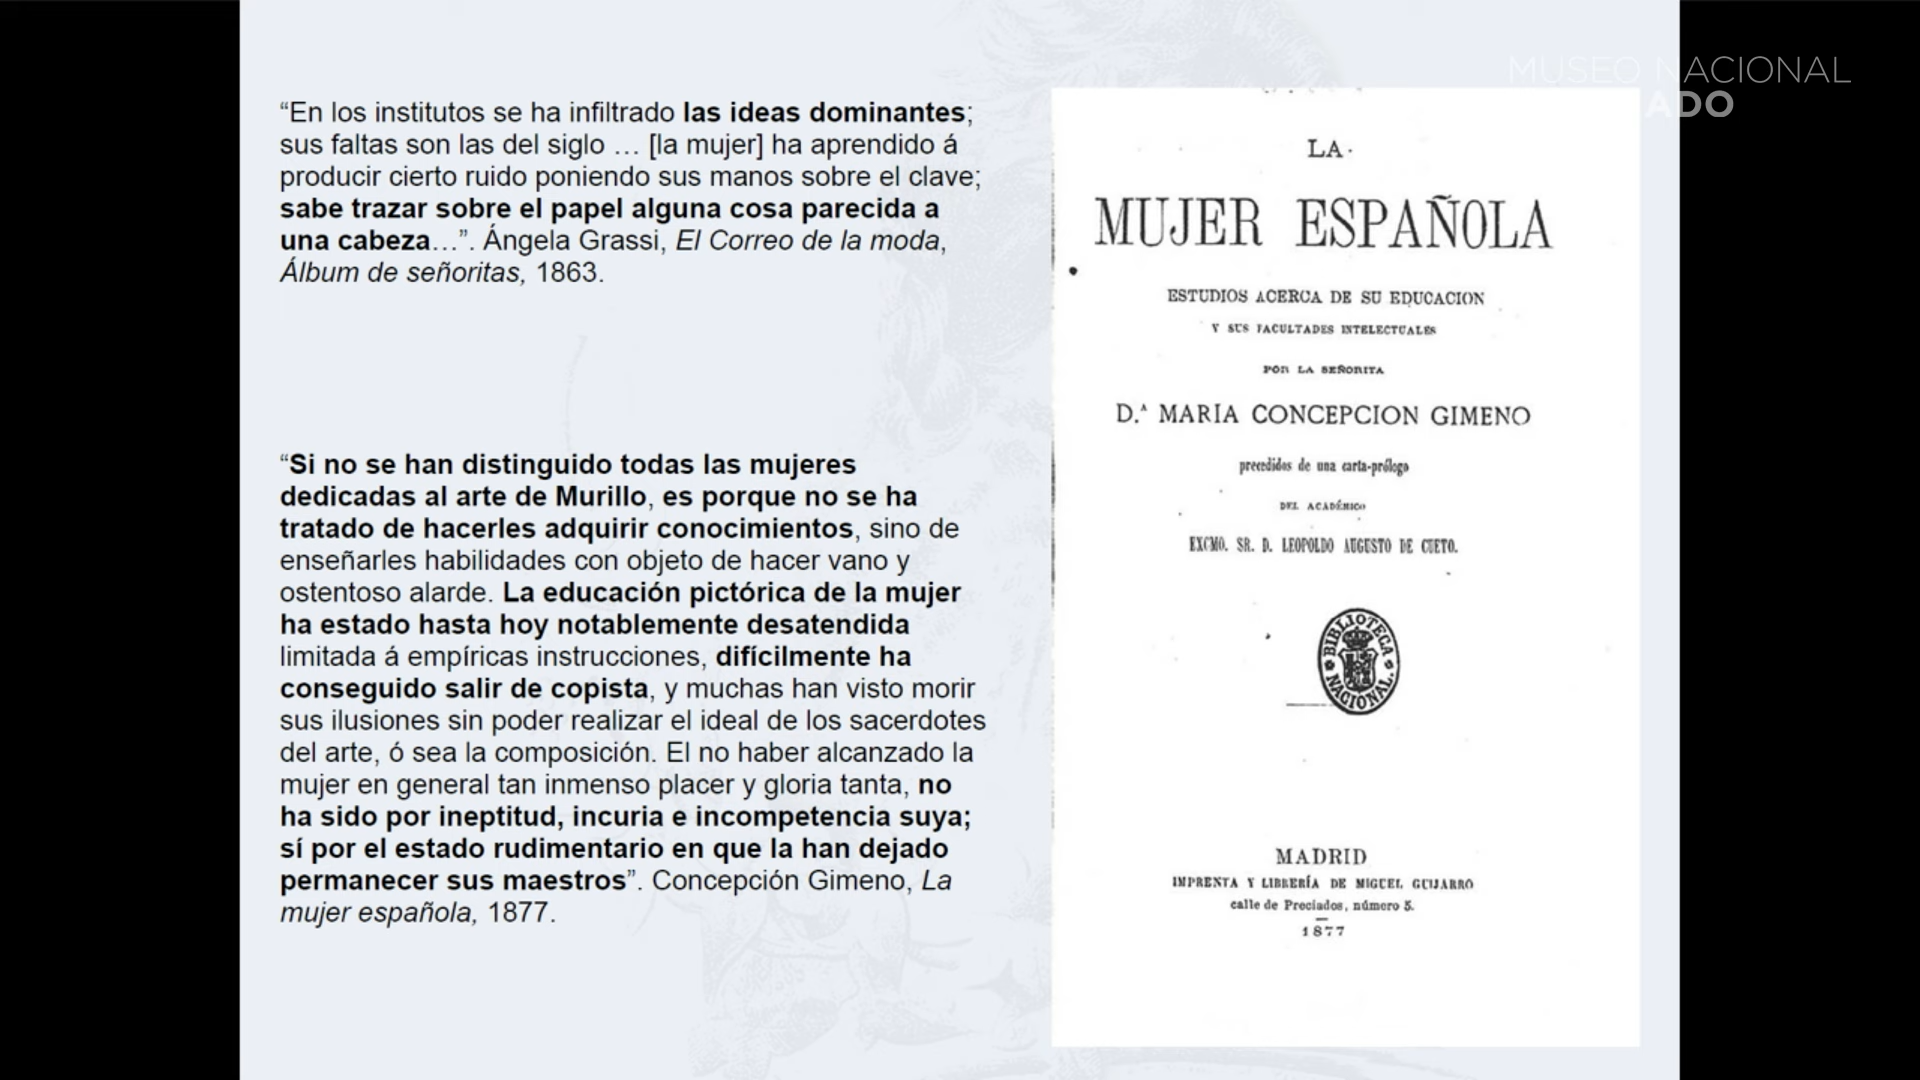 “En los institutos se ha infiltrado las ideas dominantes;
sus faltas son las del siglo … [la mujer] ha aprendido á
producir cierto ruido poniendo sus manos sobre el clave;
sabe trazar sobre el papel alguna cosa parecida a
una cabeza…”. Ángela Grassi, El Correo de la moda,
Álbum de señoritas, 1863.
“Si no se han distinguido todas las mujeres
dedicadas al arte de Murillo, es porque no se ha
tratado de hacerles adquirir conocimientos, sino de
enseñarles habilidades con objeto de hacer vano y
ostentoso alarde. La educación pictórica de la mujer
ha estado hasta hoy notablemente desatendida
limitada á empíricas instrucciones, difícilmente ha
conseguido salir de copista, y muchas han visto morir
sus ilusiones sin poder realizar el ideal de los sacerdotes
del arte, ó sea la composición. El no haber alcanzado la
mujer en general tan inmenso placer y gloria tanta, no
ha sido por ineptitud, incuria e incompetencia suya;
sí por el estado rudimentario en que la han dejado
permanecer sus maestros”. Concepción Gimeno, La
mujer española, 1877.
MUSEO NACIONAL
ADO
LA
MUJER ESPAÑOLA
ESTUDIOS ACERCA DE SU EDUCACION
Y SUS FACULTADES INTELECTUALES
POR LA SEÑORITA
D.ª MARIA CONCEPCION GIMENO
precedidos de una carta-prólogo
DEL ACADÉMICO
EXCMO. SR. D. LEOPOLDO AUGUSTO DE CUETO.
BIBLIOTECA
NACIONAL
MADRID
IMPRENTA Y LIBRERÍA DE MIGUEL GUIJARRO
calle de Preciados, número 5.
1877